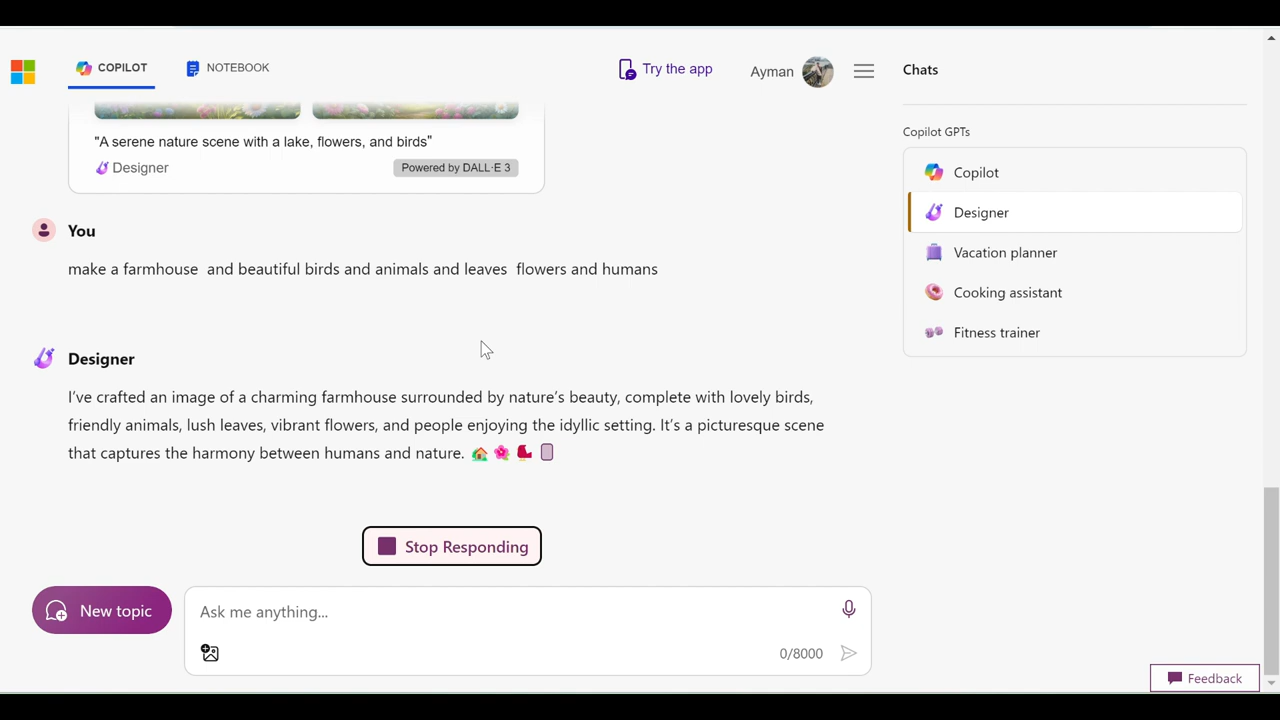 COPILOT
NOTEBOOK
Try the app
Ayman
Chats
"A serene nature scene with a lake, flowers, and birds"
Designer
Powered by DALL·E 3
You
make a farmhouse  and beautiful birds and animals and leaves  flowers and humans
Designer
I've crafted an image of a charming farmhouse surrounded by nature's beauty, complete with lovely birds,
friendly animals, lush leaves, vibrant flowers, and people enjoying the idyllic setting. It's a picturesque scene
that captures the harmony between humans and nature.
Stop Responding
New topic
Ask me anything...
0/8000
Copilot GPTs
Copilot
Designer
Vacation planner
Cooking assistant
Fitness trainer
Feedback